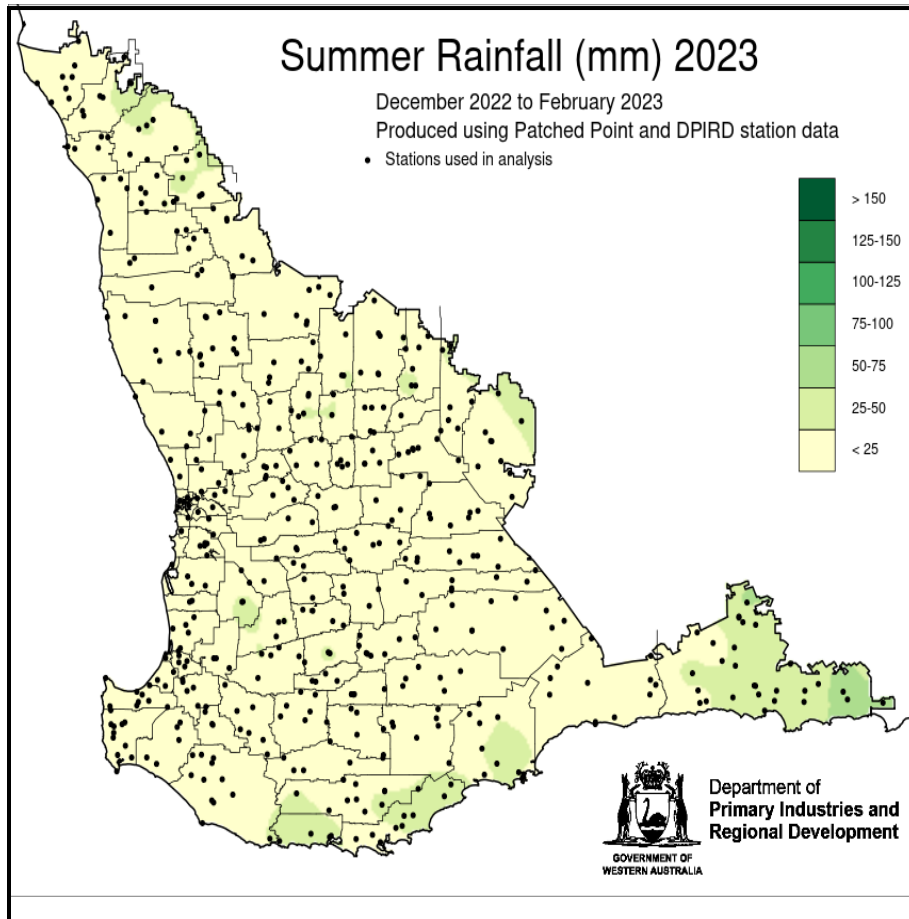 Summer Rainfall (mm) 2023
December 2022 to February 2023
Produced using Patched Point and DPIRD station data
Stations used in analysis
> 150
125-150
100-125
75-100
50-75
25-50
< 25
Department of
Primary Industries and
Regional Development
GOVERNMENT OF
WESTERN AUSTRALIA